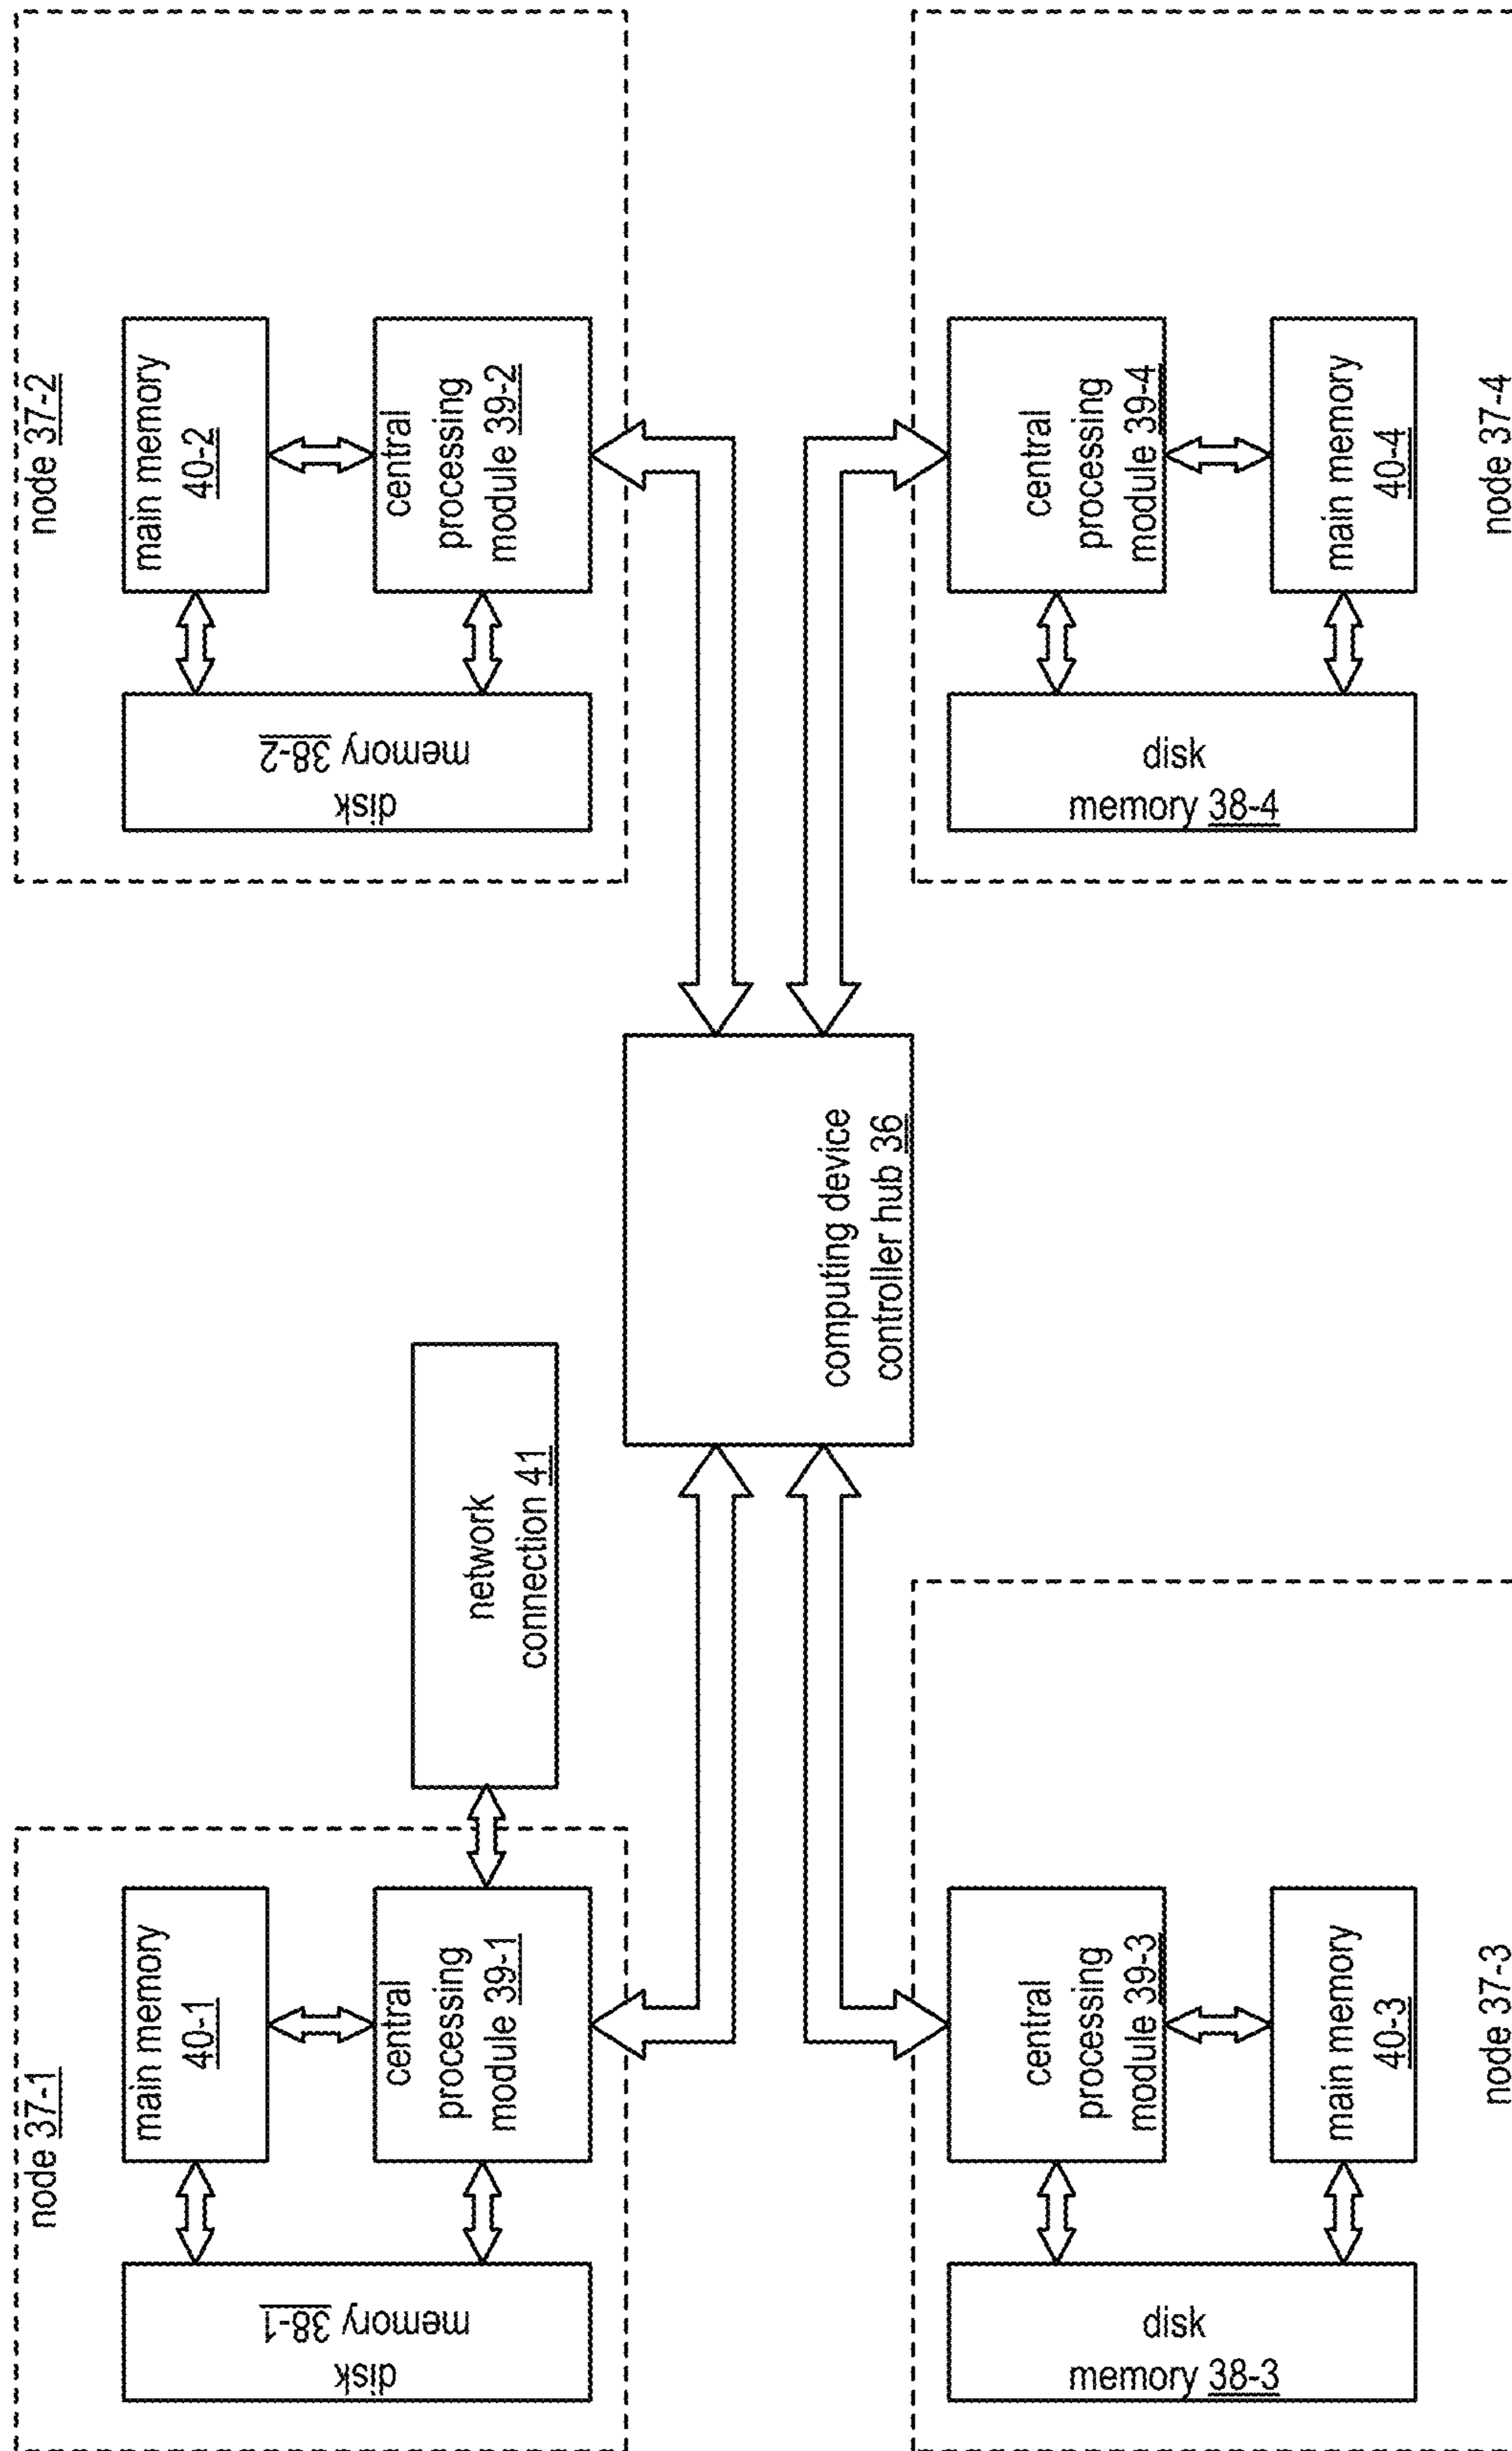 node 37-1
main memory
40-1
central
processing
module 39-1
disk
memory 38-1
network
connection 41
node 37-2
main memory
40-2
central
processing
module 39-2
disk
memory 38-2
computing device
controller hub 36
central
processing
module 39-3
main memory
40-3
disk
memory 38-3
node 37-3
central
processing
module 39-4
main memory
40-4
disk
memory 38-4
node 37-4